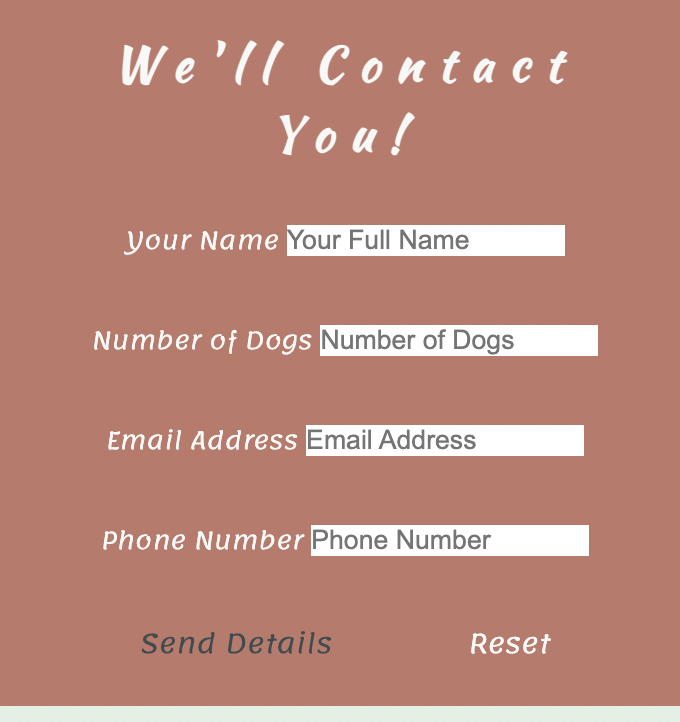 We'll Contact
You!
Your Name Your Full Name
Number of Dogs Number of Dogs
Email Address Email Address
Phone Number Phone Number
Send Details Reset